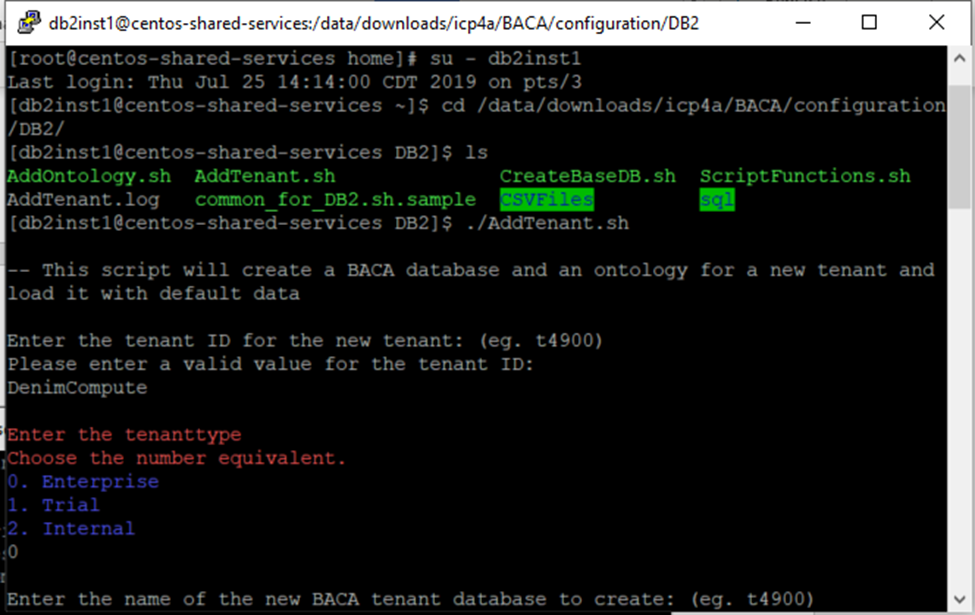 db2inst1@centos-shared-services:/data/downloads/icp4a/BACA/configuration/DB2
[root@centos-shared-services home]# su - db2inst1
Last login: Thu Jul 25 14:14:00 CDT 2019 on pts/3
[db2inst1@centos-shared-services ~]$ cd /data/downloads/icp4a/BACA/configuration
/DB2/
[db2inst1@centos-shared-services DB2]$ ls
AddOntology.sh AddTenant.sh CreateBaseDB.sh ScriptFunctions.sh
AddTenant.log common_for_DB2.sh.sample CSVFiles sql
[db2inst1@centos-shared-services DB2]$ ./AddTenant.sh
-- This script will create a BACA database and an ontology for a new tenant and
load it with default data
Enter the tenant ID for the new tenant: (eg. t4900)
Please enter a valid value for the tenant ID:
DenimCompute
Enter the tenanttype
Choose the number equivalent.
0. Enterprise
1. Trial
2. Internal
0
Enter the name of the new BACA tenant database to create: (eg. t4900)